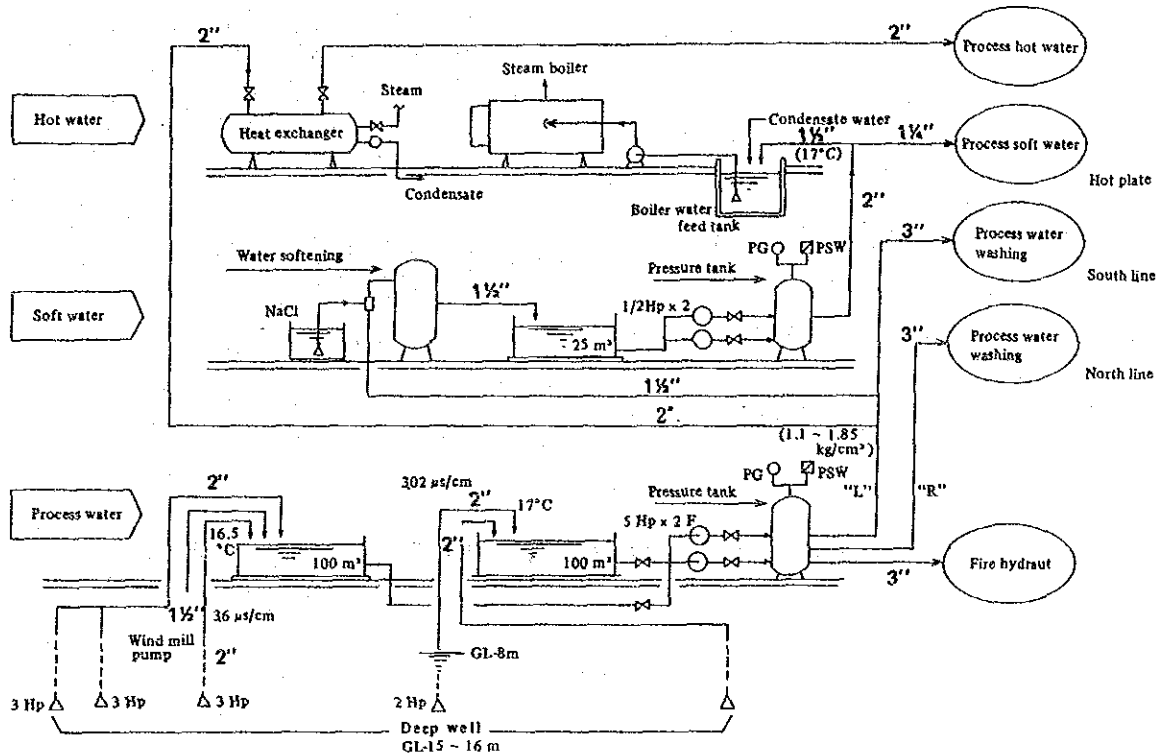 2"
2"
Process hot water
Steam boiler
Steam
Hot water
Heat exchanger
Condensate water
1½"
1¼"
(17°C)
Process soft water
Condensate
Hot plate
Boiler water
feed tank
2"
3"
Process water
washing
South line
PG
PSW
Water softening
Pressure tank
1½"
Soft water
NaCl
1/2Hp x 2
25 m³
3"
Process water
washing
North line
1½"
2"
(1.1 ~ 1.85
kg/cm²)
PG
PSW
2"
3.02 µs/cm
2"
17°C
Pressure tank
"L"
"R"
Process water
16.5
°C
2"
5 Hp x 2 F
100 m³
100 m³
3"
Fire hydraut
1½"
36 µs/cm
Wind mill
pump
2"
GL-8m
3 Hp
3 Hp
3 Hp
2 Hp
Deep well
GL-15 ~ 16 m